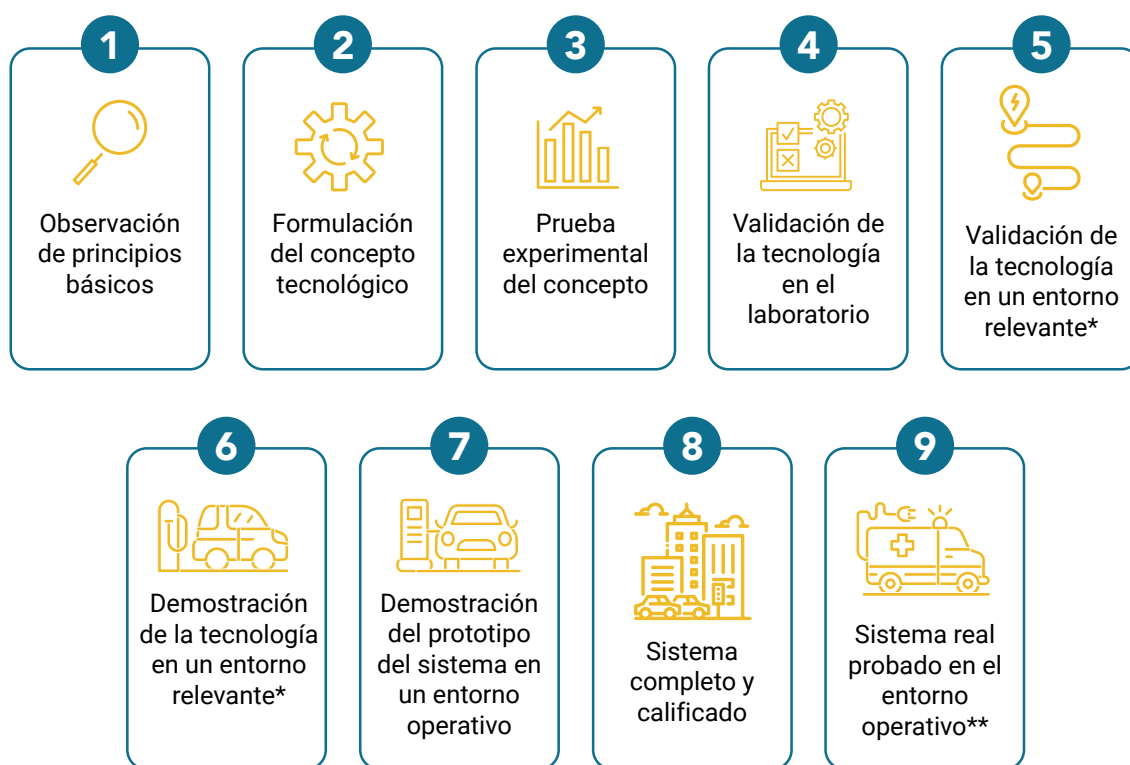 1
Observación
de principios
básicos
2
Formulación
del concepto
tecnológico
3
Prueba
experimental
del concepto
4
Validación de
la tecnología
en el
laboratorio
5
Validación de
la tecnología
en un entorno
relevante*
6
Demostración
de la tecnología
en un entorno
relevante*
7
Demostración
del prototipo
del sistema en
un entorno
operativo
8
Sistema
completo y
calificado
9
Sistema real
probado en el
entorno
operativo**